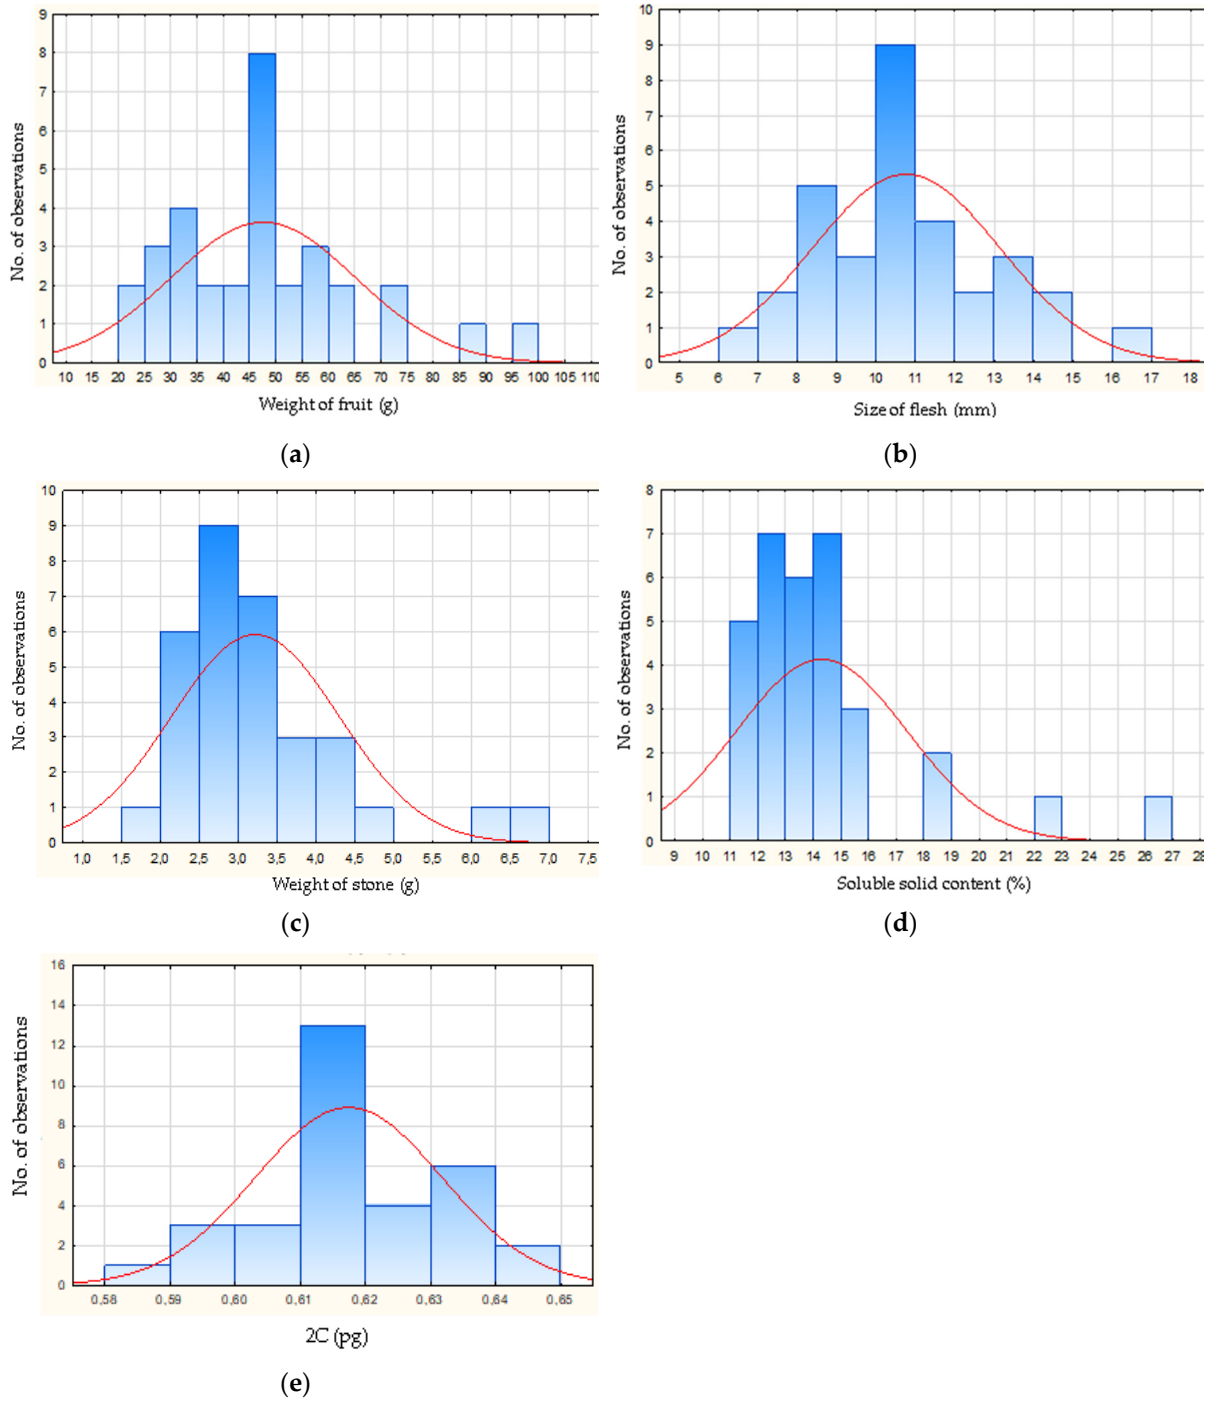 9
8
7
6
5
4
3
2
1
0
No. of observations
10 15 20 25 30 35 40 45 50 55 60 65 70 75 80 85 90 95 100 105 110
Weight of fruit (g)
(a)
10
9
8
7
6
5
4
3
2
1
0
No. of observations
5 6 7 8 9 10 11 12 13 14 15 16 17 18
Size of flesh (mm)
(b)
10
9
8
7
6
5
4
3
2
1
0
No. of observations
1,0 1,5 2,0 2,5 3,0 3,5 4,0 4,5 5,0 5,5 6,0 6,5 7,0 7,5
Weight of stone (g)
(c)
8
7
6
5
4
3
2
1
0
No. of observations
9 10 11 12 13 14 15 16 17 18 19 20 21 22 23 24 25 26 27 28
Soluble solid content (%)
(d)
16
14
12
10
8
6
4
2
0
No. of observations
0,58 0,59 0,60 0,61 0,62 0,63 0,64 0,65
2C (pg)
(e)